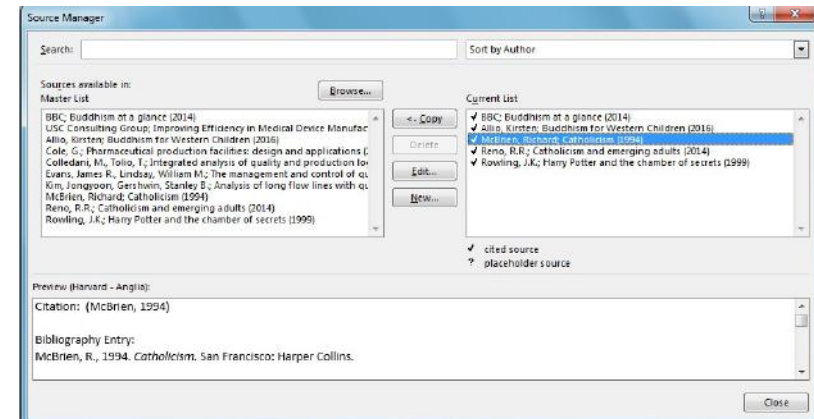 Source Manager
Search:
Sort by Author
Sources available in:
Master List
Browse...
Current List
BBC; Buddhism at a glance (2014)
USC Consulting Group; Improving Efficiency in Medical Device Manufac
Allio, Kirsten; Buddhism for Western Children (2016)
Cole, G.; Pharmaceutical production facilities: design and applications (
Colledani, M., Tolio, T.; Integrated analysis of quality and production lo
Evans, James R., Lindsay, William M.; The management and control of qu
Kim, Jongyoon, Gershwin, Stanley B.; Analysis of long flow lines with qu
McBrien, Richard; Catholicism (1994)
Reno, R.R.; Catholicism and emerging adults (2014)
Rowling, J.K.; Harry Potter and the chamber of secrets (1999)
<- Copy
Delete
Edit...
New...
✓ BBC; Buddhism at a glance (2014)
✓ Allio, Kirsten; Buddhism for Western Children (2016)
✓ McBrien, Richard; Catholicism (1994)
✓ Reno, R.R.; Catholicism and emerging adults (2014)
✓ Rowling, J.K.; Harry Potter and the chamber of secrets (1999)
✓ cited source
? placeholder source
Preview (Harvard - Anglia):
Citation: (McBrien, 1994)
Bibliography Entry:
McBrien, R., 1994. Catholicism. San Francisco: Harper Collins.
Close